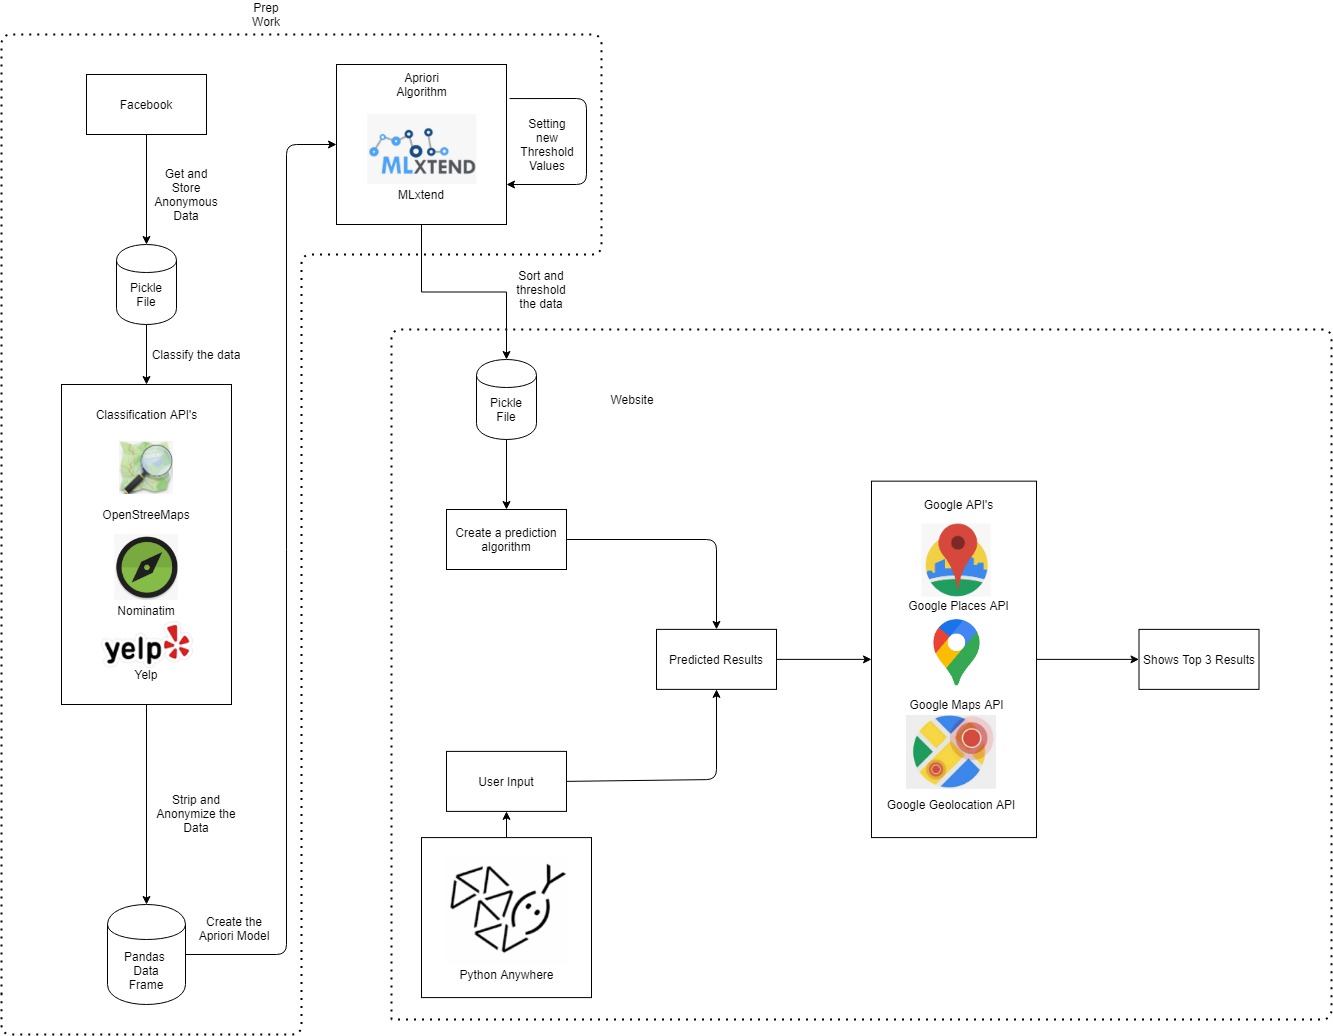 Prep
Work
Facebook
Get and
Store
Anonymous
Data
Pickle
File
Classify the data
Classification API's
OpenStreeMaps
Nominatim
yelp
Yelp
Strip and
Anonymize the
Data
Pandas
Data
Frame
Create the
Apriori Model
Apriori
Algorithm
MLXTEND
MLxtend
Setting
new
Threshold
Values
Sort and
threshold
the data
Website
Pickle
File
Create a prediction
algorithm
Predicted Results
User Input
Python Anywhere
Google API's
Google Places API
Google Maps API
Google Geolocation API
Shows Top 3 Results